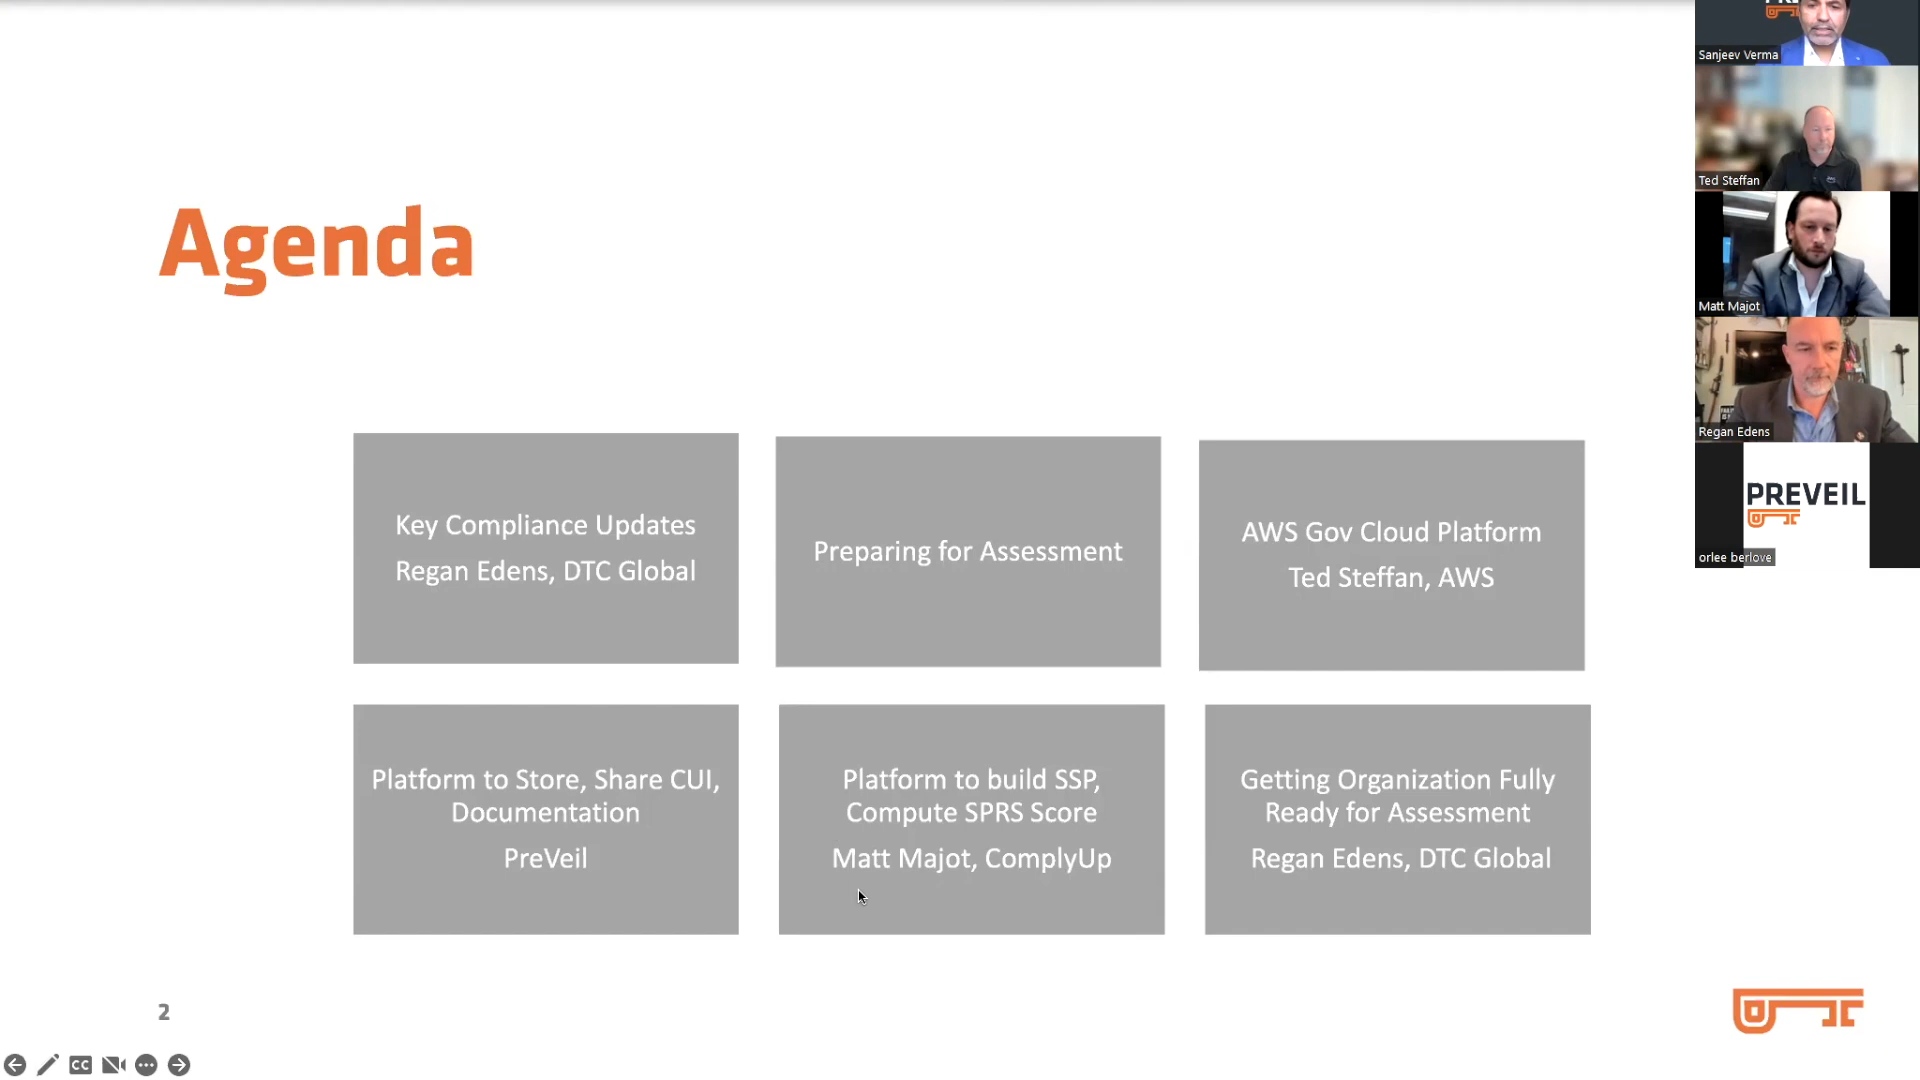 Agenda
Key Compliance Updates
Regan Edens, DTC Global
Preparing for Assessment
AWS Gov Cloud Platform
Ted Steffan, AWS
Platform to Store, Share CUI,
Documentation
PreVeil
Platform to build SSP,
Compute SPRS Score
Matt Majot, ComplyUp
Getting Organization Fully
Ready for Assessment
Regan Edens, DTC Global
2
CC
Sanjeev Verma
Ted Steffan
Matt Majot
Regan Edens
PREVEIL
orlee berlove